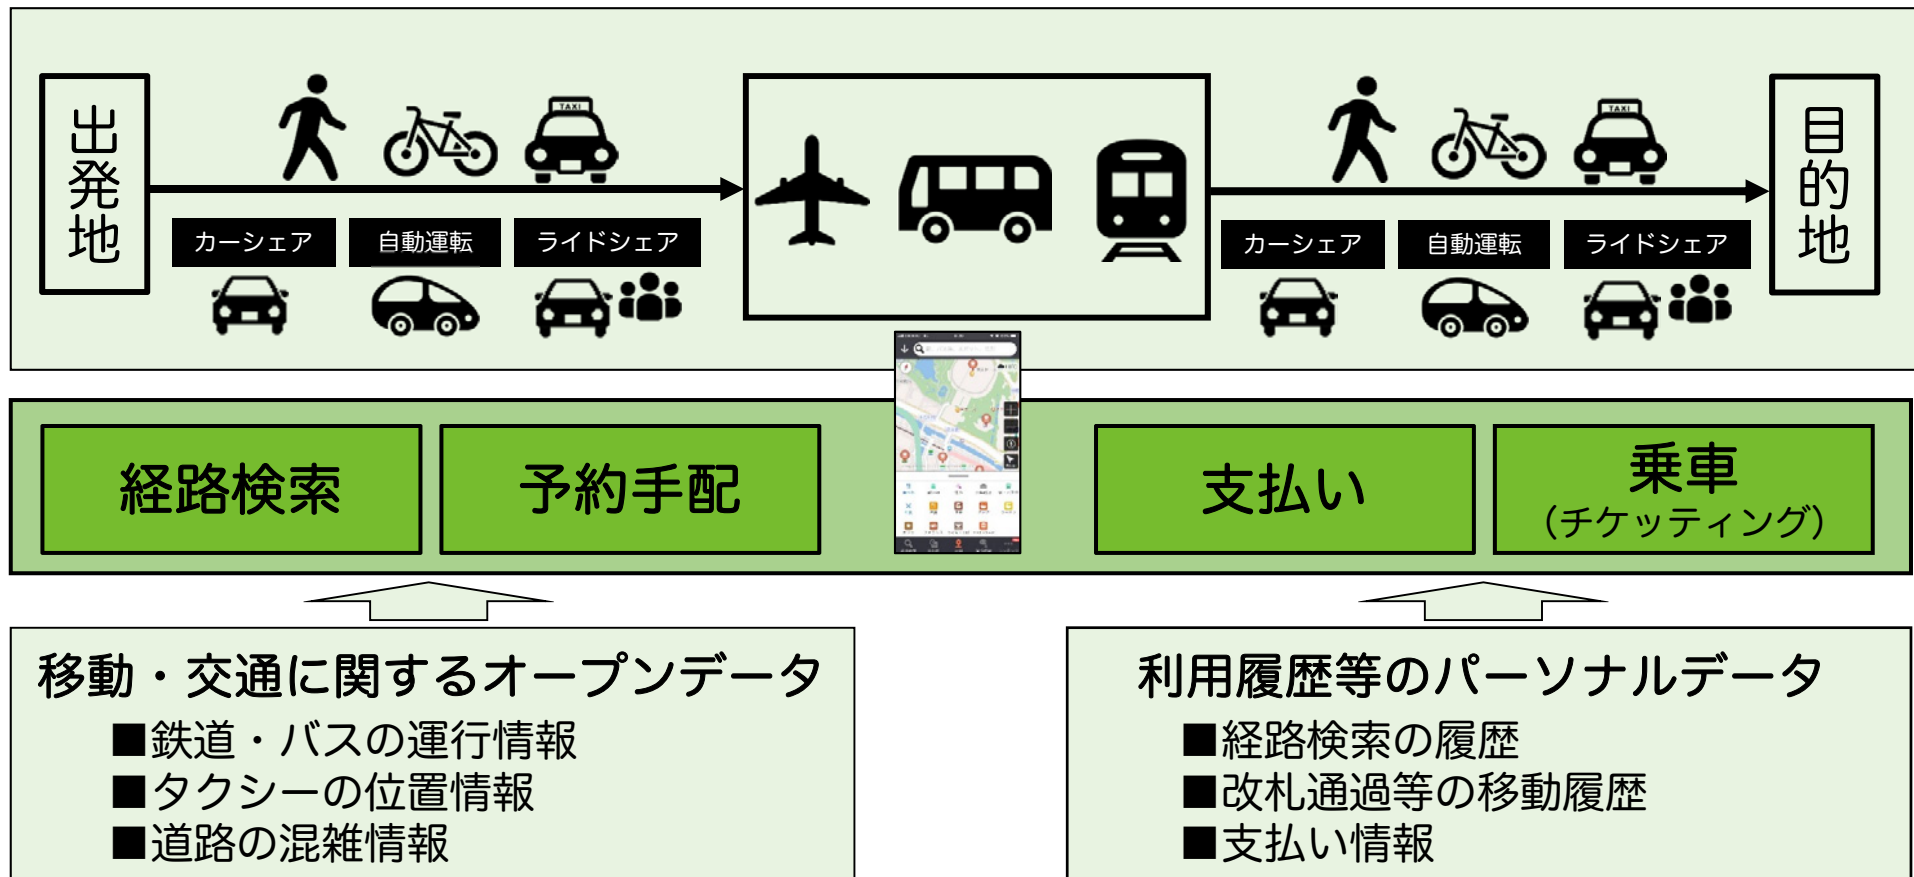 出発地
TAXI
カーシェア
自動運転
ライドシェア
TAXI
カーシェア
自動運転
ライドシェア
目的地
経路検索
予約手配
支払い
乗車
(チケッティング)
移動・交通に関するオープンデータ
■鉄道・バスの運行情報
■タクシーの位置情報
■道路の混雑情報
利用履歴等のパーソナルデータ
■経路検索の履歴
■改札通過等の移動履歴
■支払い情報